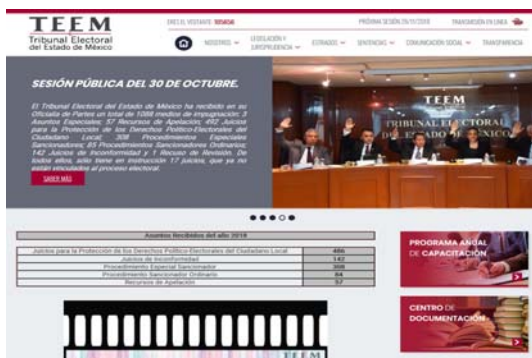 TEEM
Tribunal Electoral
del Estado de México
ERES EL VISITANTE:
PRÓXIMA SESIÓN 29/11/2018
TRANSMISIÓN EN LINEA
NOSOTROS
LEGISLACIÓN Y
JURISPRUDENCIA
ESTRADOS
SENTENCIAS
COMUNICACIÓN SOCIAL
TRANSPARENCIA
SESIÓN PÚBLICA DEL 30 DE OCTUBRE.
El Tribunal Electoral del Estado de México ha recibido en su
Oficialía de Partes un total de 1088 medios de impugnación; 3
Asuntos Especiales; 57 Recursos de Apelación; 492 Juicios
para la Protección de los Derechos Político-Electorales del
Ciudadano Local; 308 Procedimientos Especiales
Sancionadores; 85 Procedimientos Sancionadores Ordinarios;
142 Juicios de Inconformidad y 1 Recuso de Revisión. De
todos ellos, sólo tiene en instrucción 17 juicios, que ya no
están vinculados al proceso electoral.
SABER MÁS
TEEM
TRIBUNAL ELECTORAL
DEL ESTADO DE MÉXICO
Asuntos Recibidos del año 2018
Juicios para la Protección de los Derechos Político-Electorales del Ciudadano Local 486
Juicios de Inconformidad 142
Procedimiento Especial Sancionador 308
Procedimiento Sancionador Ordinario 84
Recursos de Apelación 57
PROGRAMA ANUAL
DE CAPACITACIÓN
CENTRO DE
DOCUMENTACIÓN
TEEM